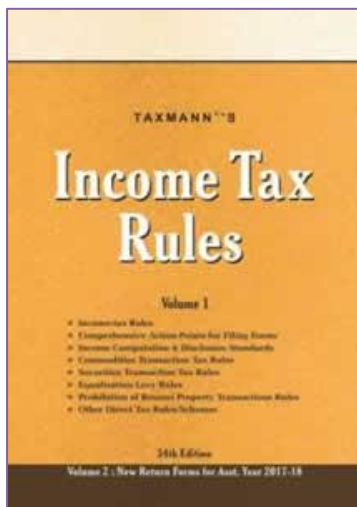 TAXMANN®'S
Income Tax
Rules
Volume 1
Income-tax Rules
Comprehensive Action-Points for Filing Forms
Income Computation & Disclosure Standards
Commodities Transaction Tax Rules
Securities Transaction Tax Rules
Equalisation Levy Rules
Prohibition of Benami Property Transactions Rules
Other Direct Tax Rules/Schemes
54th Edition
Volume 2 : New Return Forms for Asst. Year 2017-18